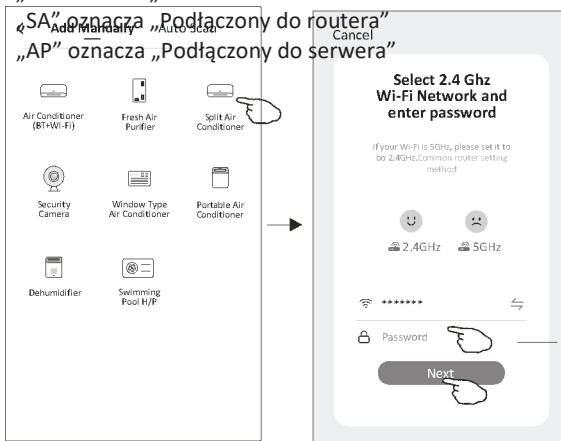 „SA” oznacza „Podłączony do routera”
Add Manually Auto Scan
„AP” oznacza „Podłączony do serwera”
Air Conditioner
(BT+Wi-Fi)
Fresh Air
Purifier
Split Air
Conditioner
Security
Camera
Window Type
Air Conditioner
Portable Air
Conditioner
Dehumidifier
Swimming
Pool H/P
Cancel
Select 2.4 Ghz
Wi-Fi Network and
enter password
If your Wi-Fi is 5GHz, please set it to
be 2.4GHz.Common router setting
method
2.4GHz 5GHz
*******
Password
Next